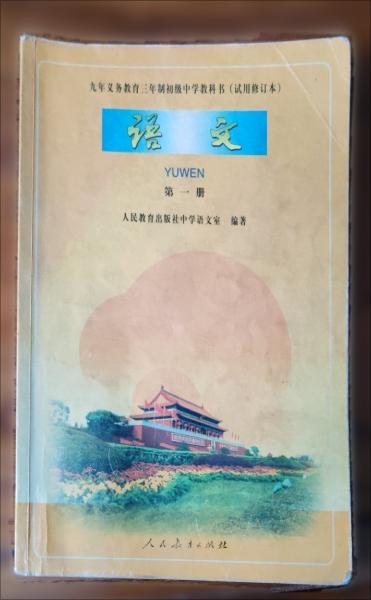 九年义务教育三年制初级中学教科书（试用修订本）
语文
YUWEN
第一册
人民教育出版社中学语文室 编著
人民教育出版社